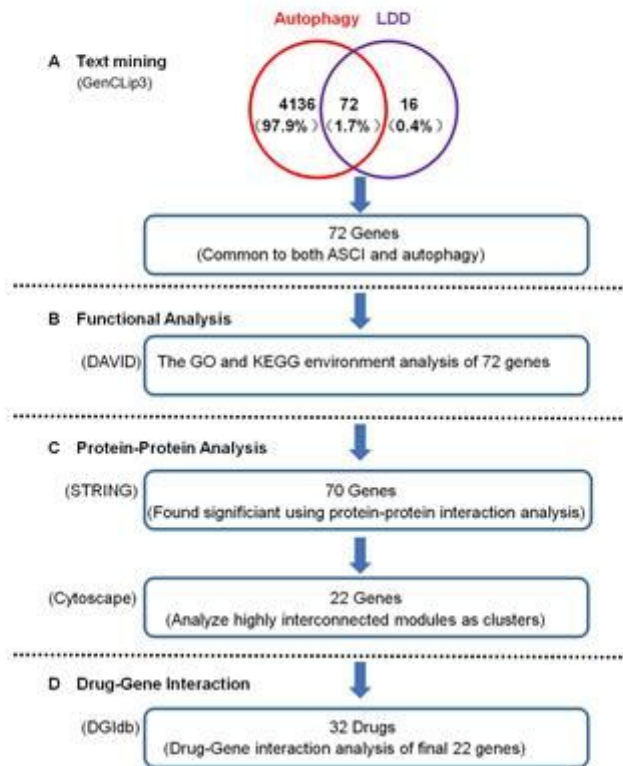 Autophagy LDD
A Text mining
(GenCLip3)
4136 72 16
(97.9%) (1.7%) (0.4%)
72 Genes
(Common to both ASCI and autophagy)
B Functional Analysis
(DAVID) The GO and KEGG environment analysis of 72 genes
C Protein-Protein Analysis
(STRING) 70 Genes
(Found significiant using protein-protein interaction analysis)
(Cytoscape) 22 Genes
(Analyze highly interconnected modules as clusters)
D Drug-Gene Interaction
(DGIdb) 32 Drugs
(Drug-Gene interaction analysis of final 22 genes)